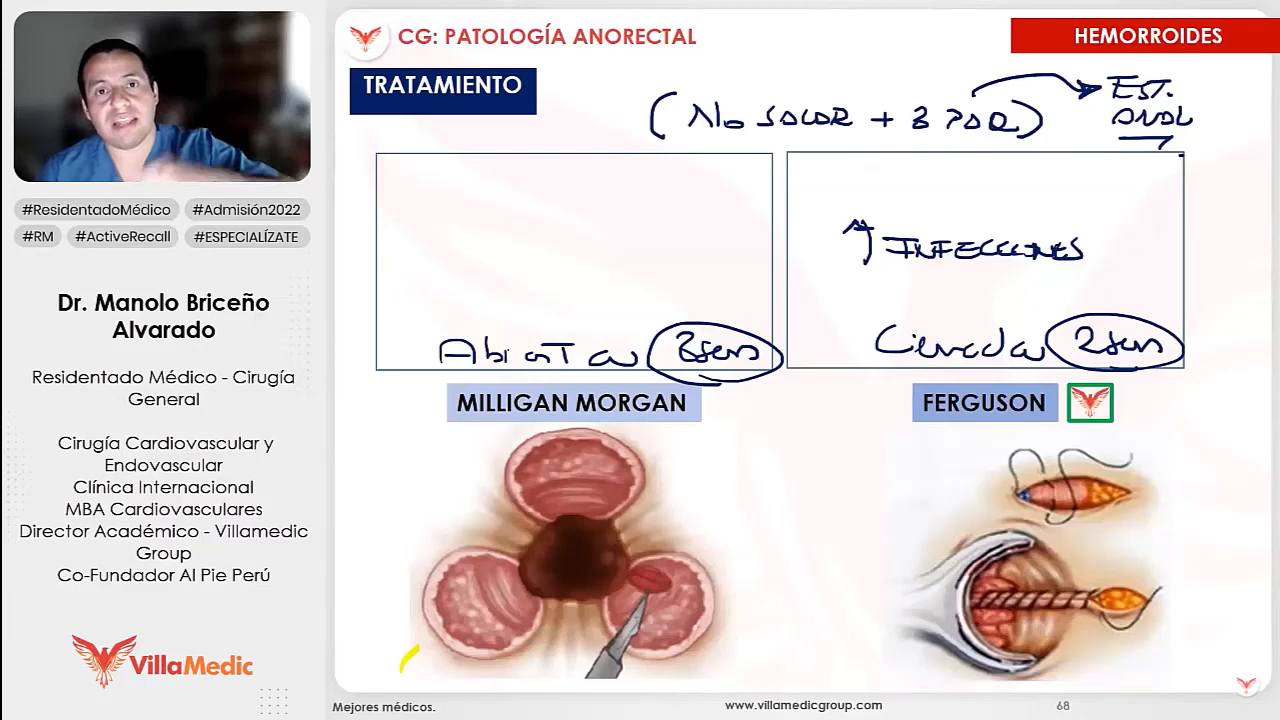 CG: PATOLOGÍA ANORECTAL
HEMORROIDES
TRATAMIENTO
(No SACAR + 3 PAQ)
EST.
ANAL
#ResidentadoMédico
#Admisión2022
#RM
#ActiveRecall
#ESPECIALÍZATE
Dr. Manolo Briceño
Alvarado
Residentado Médico - Cirugía
General
Cirugía Cardiovascular y
Endovascular
Clínica Internacional
MBA Cardiovasculares
Director Académico - Villamedic
Group
Co-Fundador Al Pie Perú
VillaMedic
Abierta
MILLIGAN MORGAN
↑ INFECCIONES
Cerrada 2sem
FERGUSON
Mejores médicos.
www.villamedicgroup.com
68